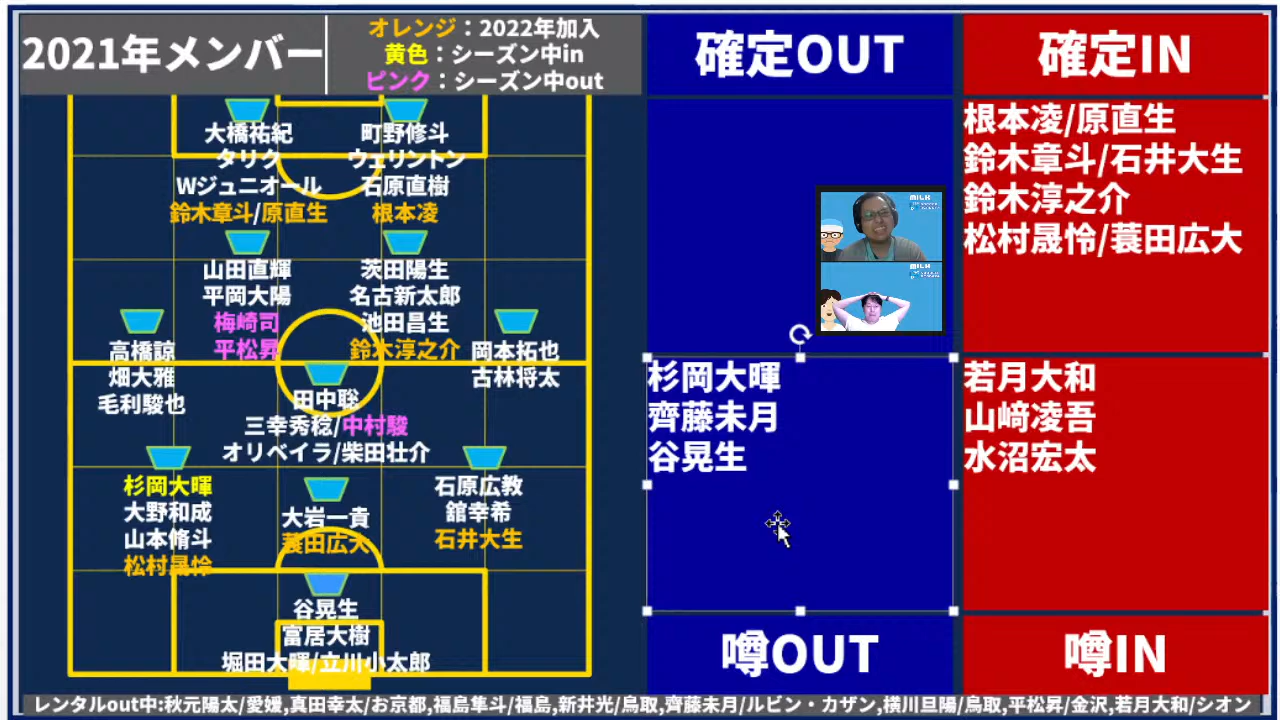 2021年メンバー
オレンジ：2022年加入
黄色：シーズン中in
ピンク：シーズン中out
確定OUT
確定IN
大橋祐紀
タリク
Wジュニオール
鈴木章斗/原直生
町野修斗
ウェリントン
石原直樹
根本凌
山田直輝
平岡大陽
梅崎司
平松昇
茨田陽生
名古新太郎
池田昌生
鈴木淳之介
高橋諒
畑大雅
毛利駿也
岡本拓也
古林将太
田中聡
三幸秀稔/中村駿
オリベイラ/柴田壮介
杉岡大暉
大野和成
山本脩斗
松村晟怜
大岩一貴
蓑田広大
石原広教
舘幸希
石井大生
谷晃生
富居大樹
堀田大暉/立川小太郎
根本凌/原直生
鈴木章斗/石井大生
鈴木淳之介
松村晟怜/蓑田広大
MILK
MILK
杉岡大暉
齊藤未月
谷晃生
若月大和
山﨑凌吾
水沼宏太
噂OUT
噂IN
レンタルout中:秋元陽太/愛媛,真田幸太/お京都,福島隼斗/福島,新井光/鳥取,齊藤未月/ルビン・カザン,横川旦陽/鳥取,平松昇/金沢,若月大和/シオン